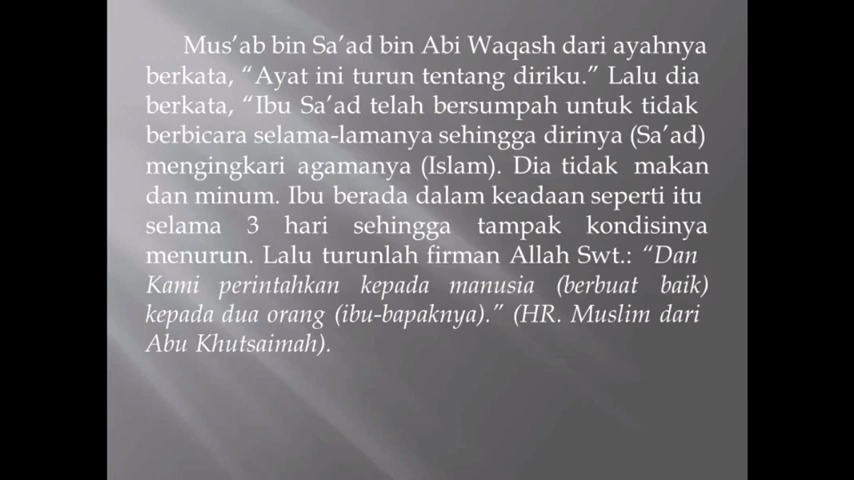 Mus’ab bin Sa’ad bin Abi Waqash dari ayahnya
berkata, “Ayat ini turun tentang diriku.” Lalu dia
berkata, “Ibu Sa’ad telah bersumpah untuk tidak
berbicara selama-lamanya sehingga dirinya (Sa’ad)
mengingkari agamanya (Islam). Dia tidak makan
dan minum. Ibu berada dalam keadaan seperti itu
selama 3 hari sehingga tampak kondisinya
menurun. Lalu turunlah firman Allah Swt.: “Dan
Kami perintahkan kepada manusia (berbuat baik)
kepada dua orang (ibu-bapaknya).” (HR. Muslim dari
Abu Khutsaimah).